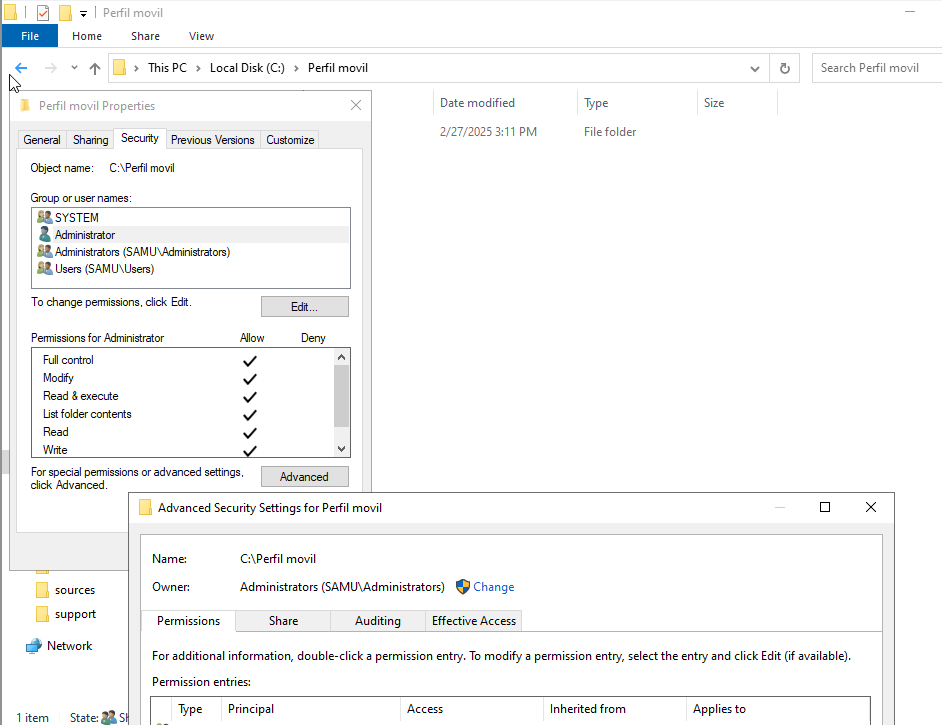 Perfil movil
File Home Share View
This PC Local Disk (C:) Perfil movil Search Perfil movil
Date modified Type Size
2/27/2025 3:11 PM File folder
Perfil movil Properties
General Sharing Security Previous Versions Customize
Object name: C:\Perfil movil
Group or user names:
SYSTEM
Administrator
Administrators (SAMU\Administrators)
Users (SAMU\Users)
To change permissions, click Edit. Edit...
Permissions for Administrator Allow Deny
Full control
Modify
Read & execute
List folder contents
Read
Write
For special permissions or advanced settings,
click Advanced. Advanced
sources
support
Network
1 item State:
Advanced Security Settings for Perfil movil
Name: C:\Perfil movil
Owner: Administrators (SAMU\Administrators) Change
Permissions Share Auditing Effective Access
For additional information, double-click a permission entry. To modify a permission entry, select the entry and click Edit (if available).
Permission entries:
Type Principal Access Inherited from Applies to